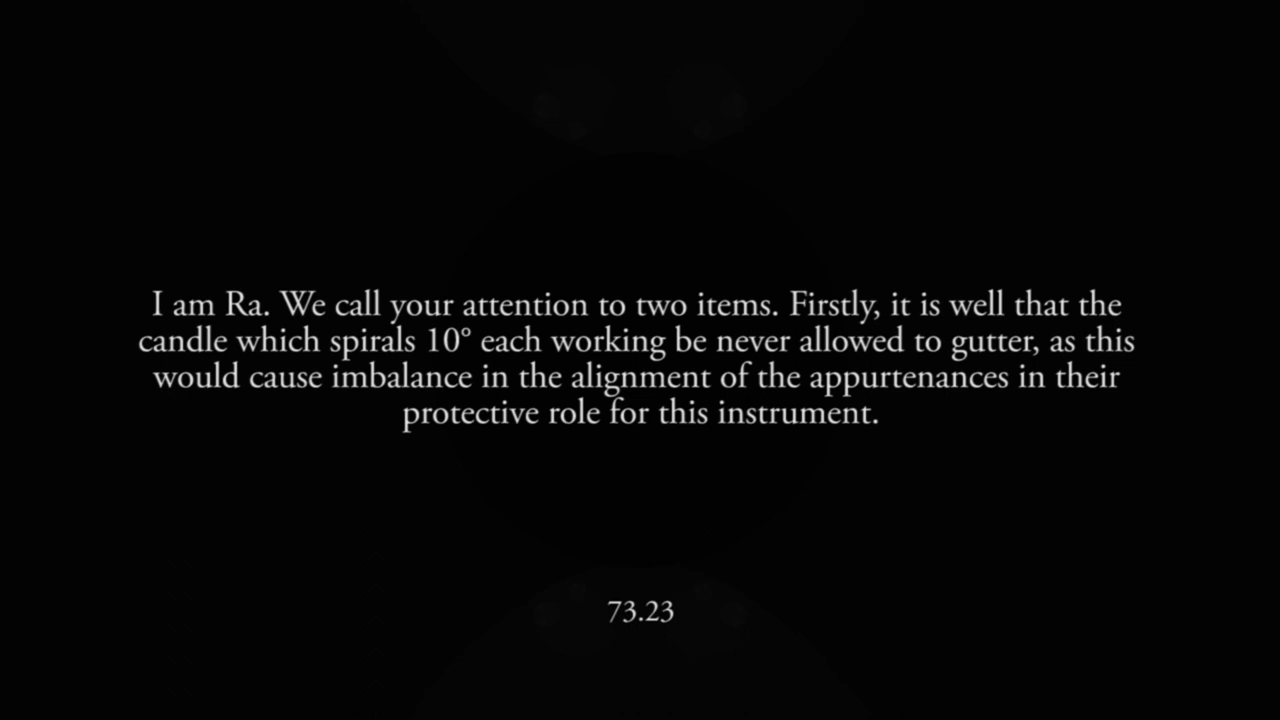 I am Ra. We call your attention to two items. Firstly, it is well that the
candle which spirals 10° each working be never allowed to gutter, as this
would cause imbalance in the alignment of the appurtenances in their
protective role for this instrument.
73.23